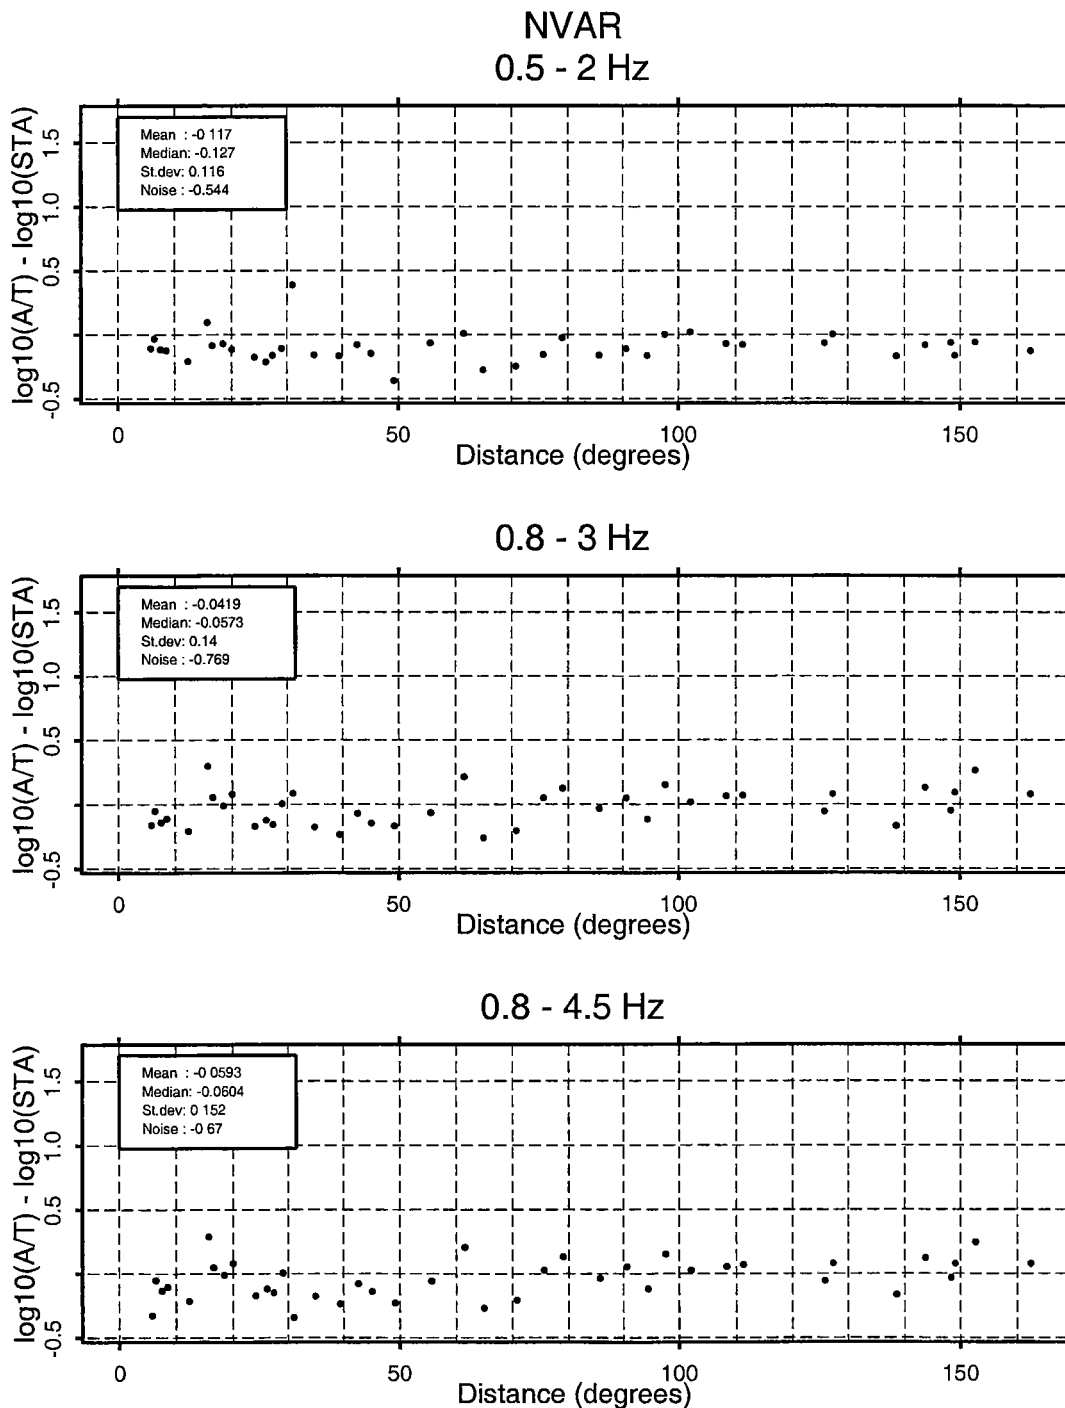 NVAR
0.5 - 2 Hz
log10(A/T) - log10(STA)
1.5
1.0
0.5
-0.5
Mean : -0 117
Median: -0.127
St.dev: 0.116
Noise : -0.544
0 50 100 150
Distance (degrees)
0.8 - 3 Hz
log10(A/T) - log10(STA)
1.5
1.0
0.5
-0.5
Mean : -0.0419
Median: -0.0573
St.dev: 0.14
Noise : -0.769
0 50 100 150
Distance (degrees)
0.8 - 4.5 Hz
log10(A/T) - log10(STA)
1.5
1.0
0.5
-0.5
Mean : -0 0593
Median: -0.0604
St.dev: 0 152
Noise : -0 67
0 50 100 150
Distance (degrees)